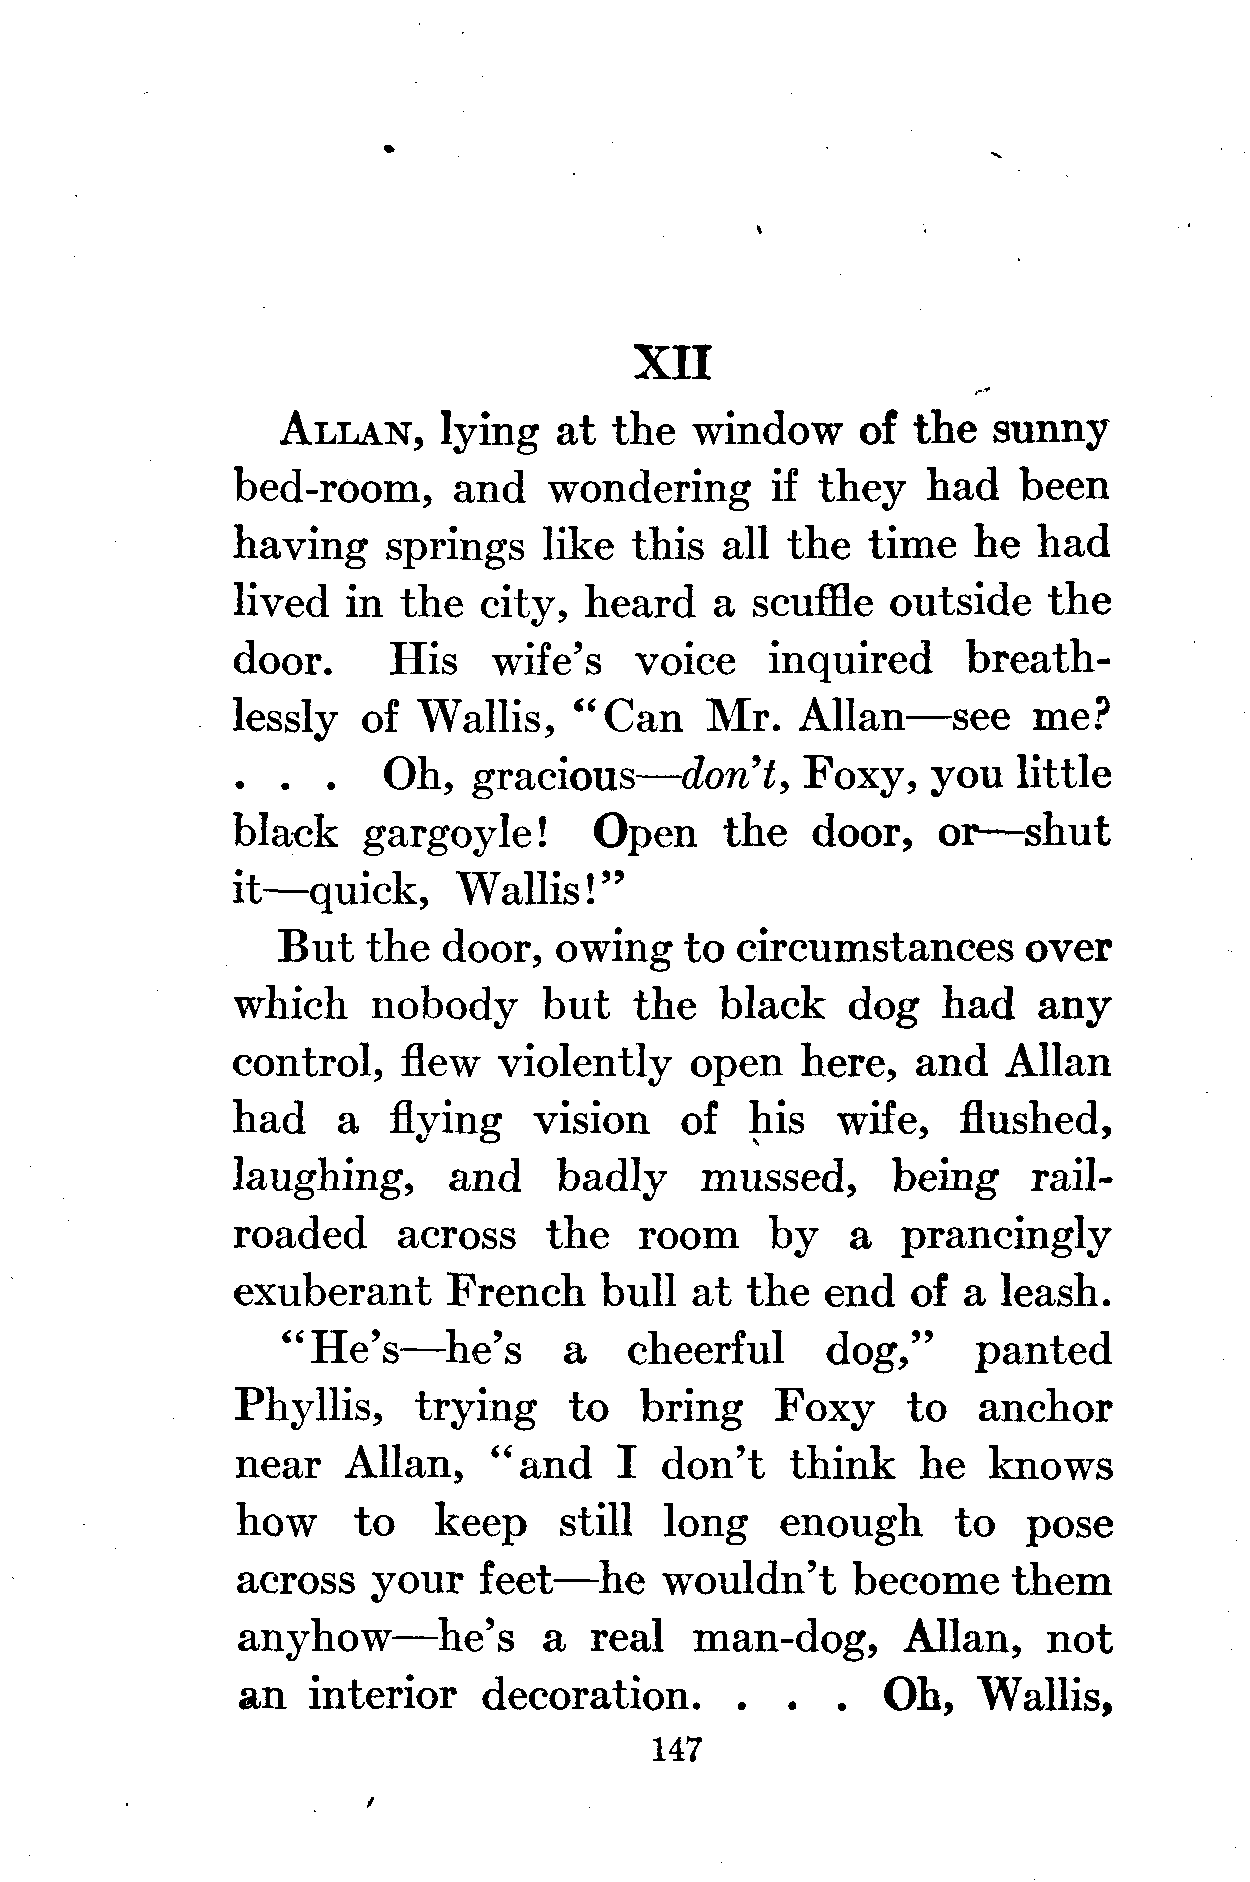 XII
ALLAN, lying at the window of the sunny
bed-room, and wondering if they had been
having springs like this all the time he had
lived in the city, heard a scuffle outside the
door. His wife's voice inquired breath-
lessly of Wallis, "Can Mr. Allan—see me?
. . . Oh, gracious—don't, Foxy, you little
black gargoyle! Open the door, or—shut
it—quick, Wallis!"
But the door, owing to circumstances over
which nobody but the black dog had any
control, flew violently open here, and Allan
had a flying vision of his wife, flushed,
laughing, and badly mussed, being rail-
roaded across the room by a prancingly
exuberant French bull at the end of a leash.
"He's—he's a cheerful dog," panted
Phyllis, trying to bring Foxy to anchor
near Allan, "and I don't think he knows
how to keep still long enough to pose
across your feet—he wouldn't become them
anyhow—he's a real man-dog, Allan, not
an interior decoration. . . . Oh, Wallis,
147